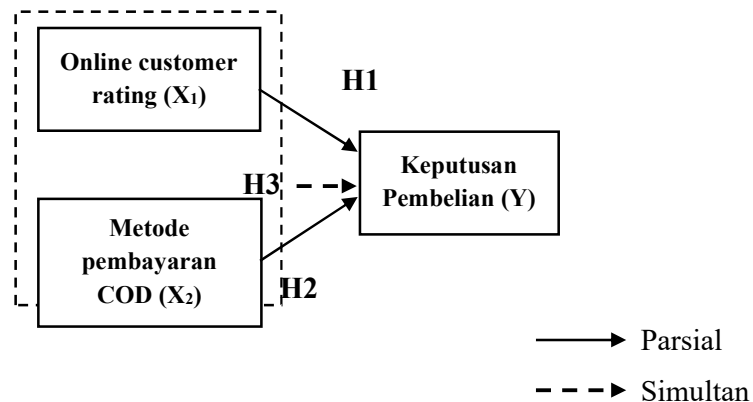 Online customer
rating (X₁)
H1
Keputusan
Pembelian (Y)
H3
Metode
pembayaran
COD (X₂)
H2
Parsial
Simultan